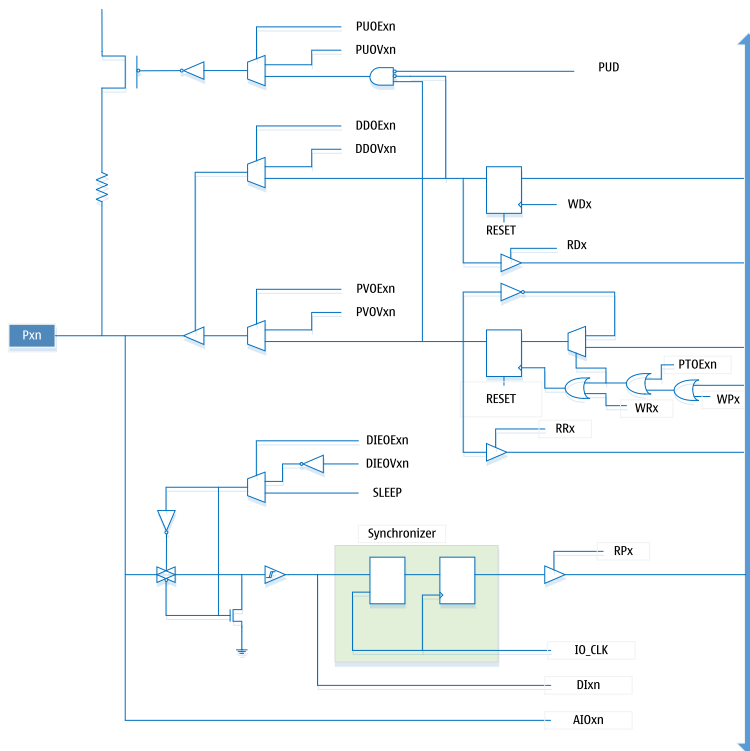 PUOExn
PUOVxn
PUD
DDOExn
DDOVxn
WDx
RESET
RDx
PVOExn
PVOVxn
Pxn
PTOExn
RESET
WRx
WPx
RRx
DIEOExn
DIEOVxn
SLEEP
Synchronizer
RPx
IO_CLK
DIxn
AIOxn